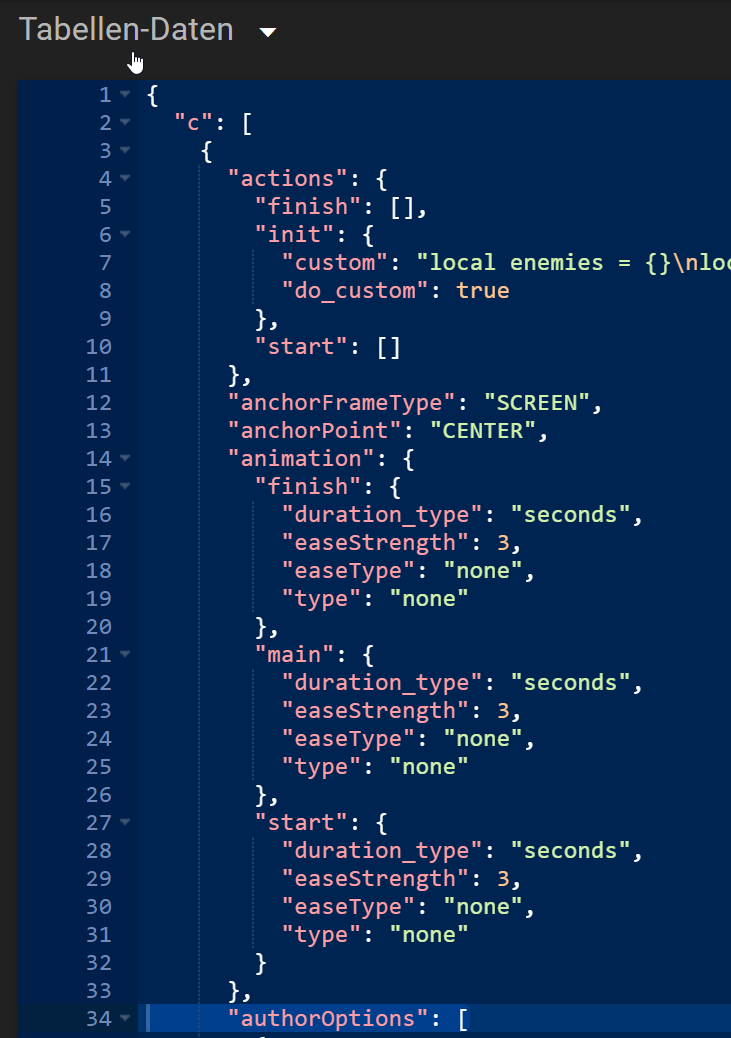 Tabellen-Daten
1 {
2 "c": [
3 {
4 "actions": {
5 "finish": [],
6 "init": {
7 "custom": "local enemies = {}\nloc
8 "do_custom": true
9 },
10 "start": []
11 },
12 "anchorFrameType": "SCREEN",
13 "anchorPoint": "CENTER",
14 "animation": {
15 "finish": {
16 "duration_type": "seconds",
17 "easeStrength": 3,
18 "easeType": "none",
19 "type": "none"
20 },
21 "main": {
22 "duration_type": "seconds",
23 "easeStrength": 3,
24 "easeType": "none",
25 "type": "none"
26 },
27 "start": {
28 "duration_type": "seconds",
29 "easeStrength": 3,
30 "easeType": "none",
31 "type": "none"
32 }
33 },
34 "authorOptions": [